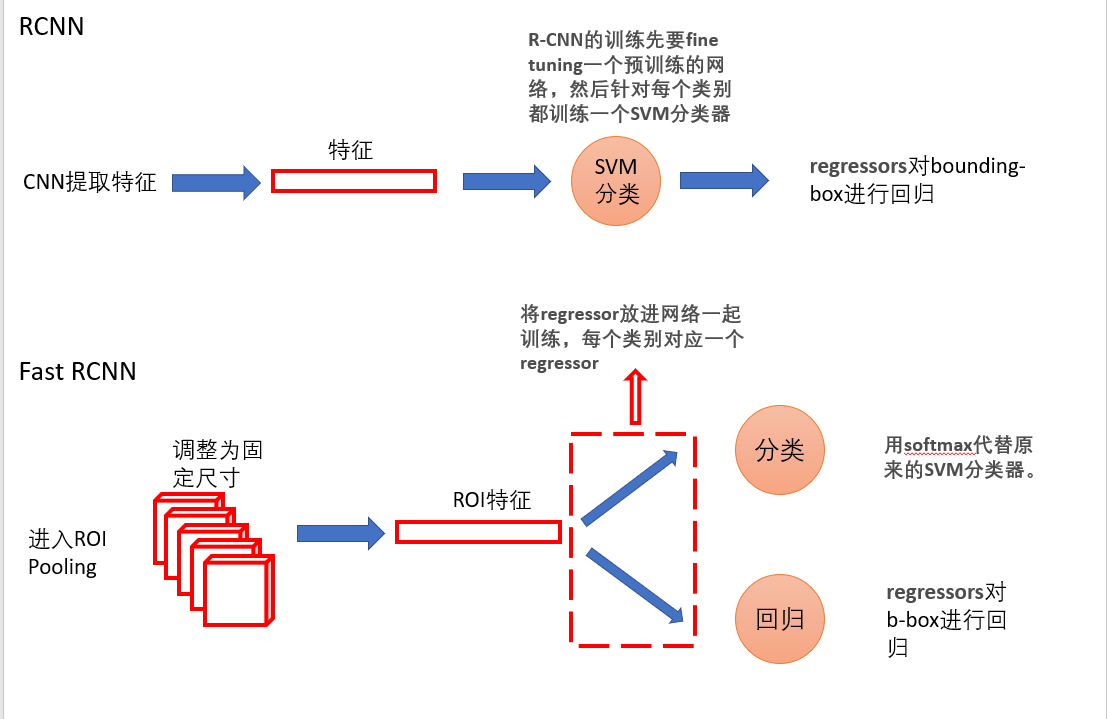 RCNN
R-CNN的训练先要fine
tuning一个预训练的网
络，然后针对每个类别
都训练一个SVM分类器
CNN提取特征
特征
SVM
分类
regressors对bounding-
box进行回归
Fast RCNN
将regressor放进网络一起
训练，每个类别对应一个
regressor
调整为固
定尺寸
进入ROI
Pooling
ROI特征
分类
用softmax代替原
来的SVM分类器。
回归
regressors对
b-box进行回
归